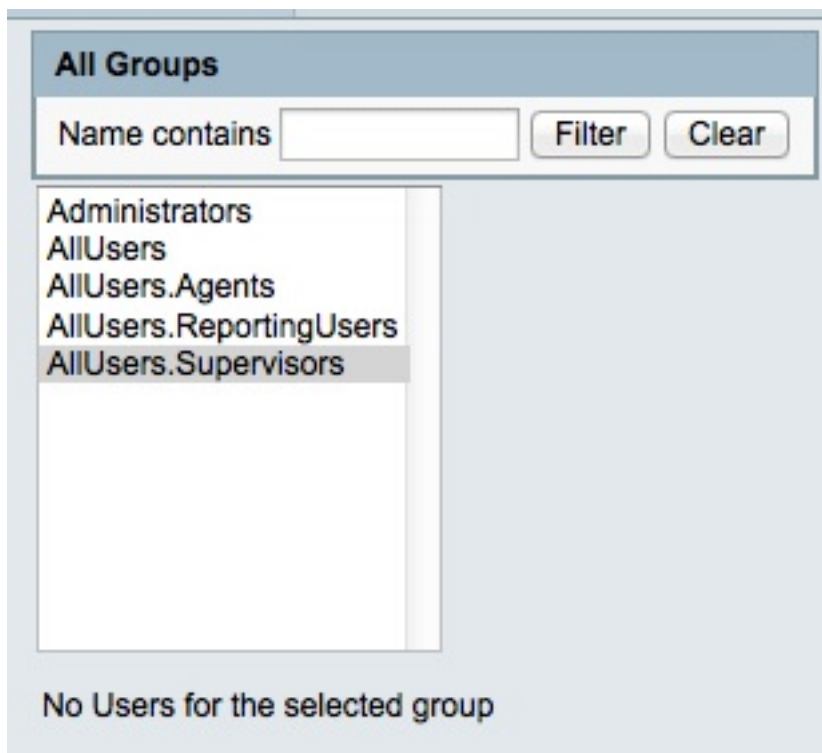 All Groups
Name contains Filter Clear
Administrators
AllUsers
AllUsers.Agents
AllUsers.ReportingUsers
AllUsers.Supervisors
No Users for the selected group